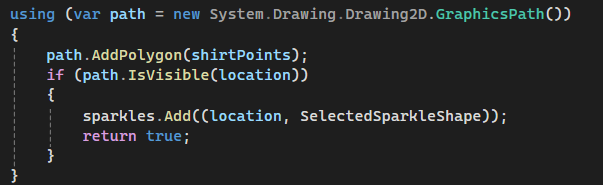 using (var path = new System.Drawing.Drawing2D.GraphicsPath())
{
    path.AddPolygon(shirtPoints);
    if (path.IsVisible(location))
    {
        sparkles.Add((location, SelectedSparkleShape));
        return true;
    }
}